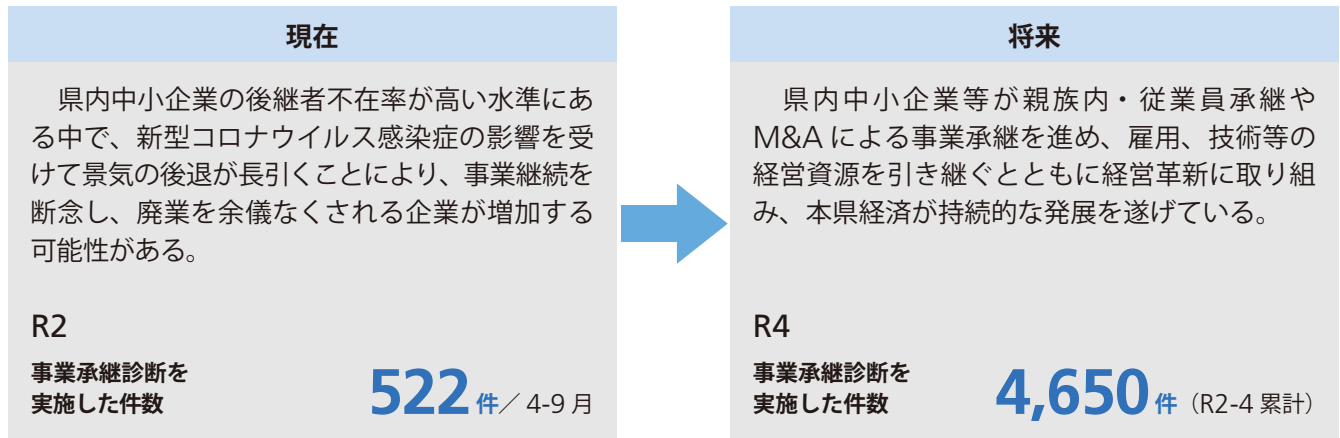 現在
県内中小企業の後継者不在率が高い水準にあ
る中で、新型コロナウイルス感染症の影響を受
けて景気の後退が長引くことにより、事業継続を
断念し、廃業を余儀なくされる企業が増加する
可能性がある。
R2
事業承継診断を
実施した件数
522件／4-9月
将来
県内中小企業等が親族内・従業員承継や
M&Aによる事業承継を進め、雇用、技術等の
経営資源を引き継ぐとともに経営革新に取り組
み、本県経済が持続的な発展を遂げている。
R4
事業承継診断を
実施した件数
4,650件（R2-4累計）